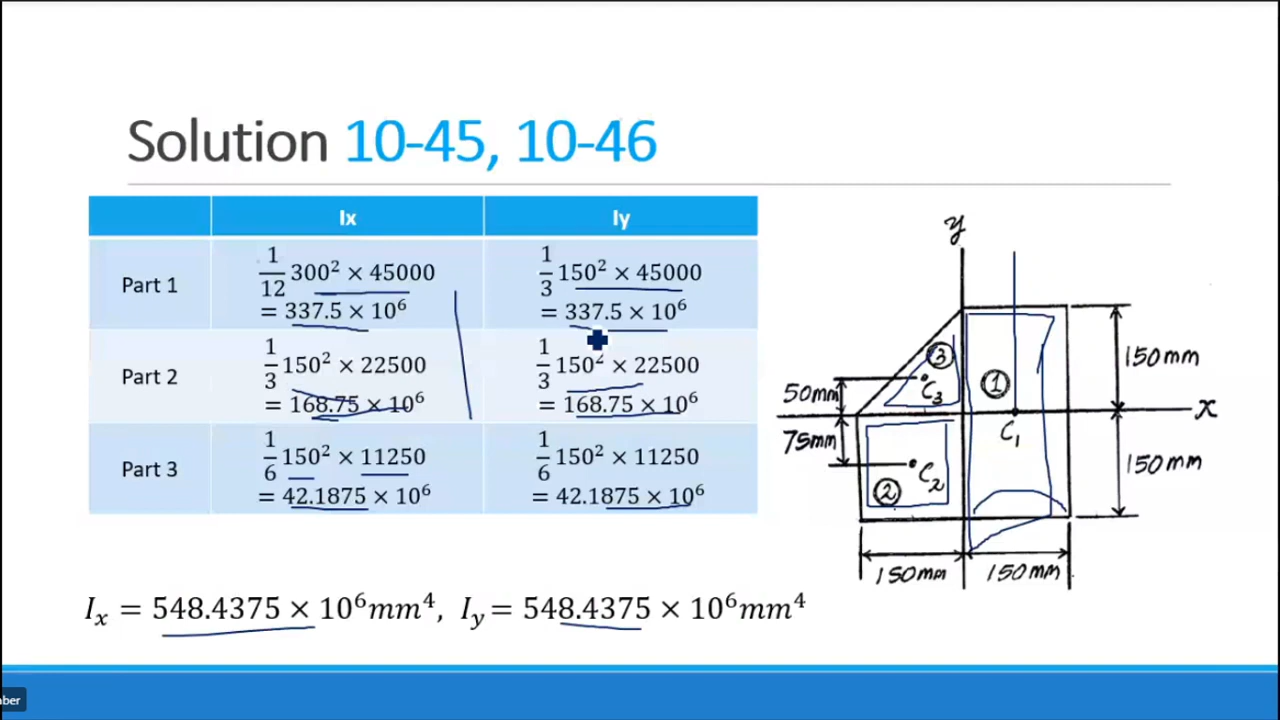 Solution 10-45, 10-46
Ix Iy
Part 1
1/12 300² × 45000
= 337.5 × 10⁶
1/3 150² × 45000
= 337.5 × 10⁶
Part 2
1/3 150² × 22500
= 168.75 × 10⁶
1/3 150² × 22500
= 168.75 × 10⁶
Part 3
1/6 150² × 11250
= 42.1875 × 10⁶
1/6 150² × 11250
= 42.1875 × 10⁶
I_x = 548.4375 × 10⁶mm⁴, I_y = 548.4375 × 10⁶mm⁴
y
③
150mm
50mm
C₃
①
x
75mm
C₁
C₂
②
150mm
150mm
150mm
ber